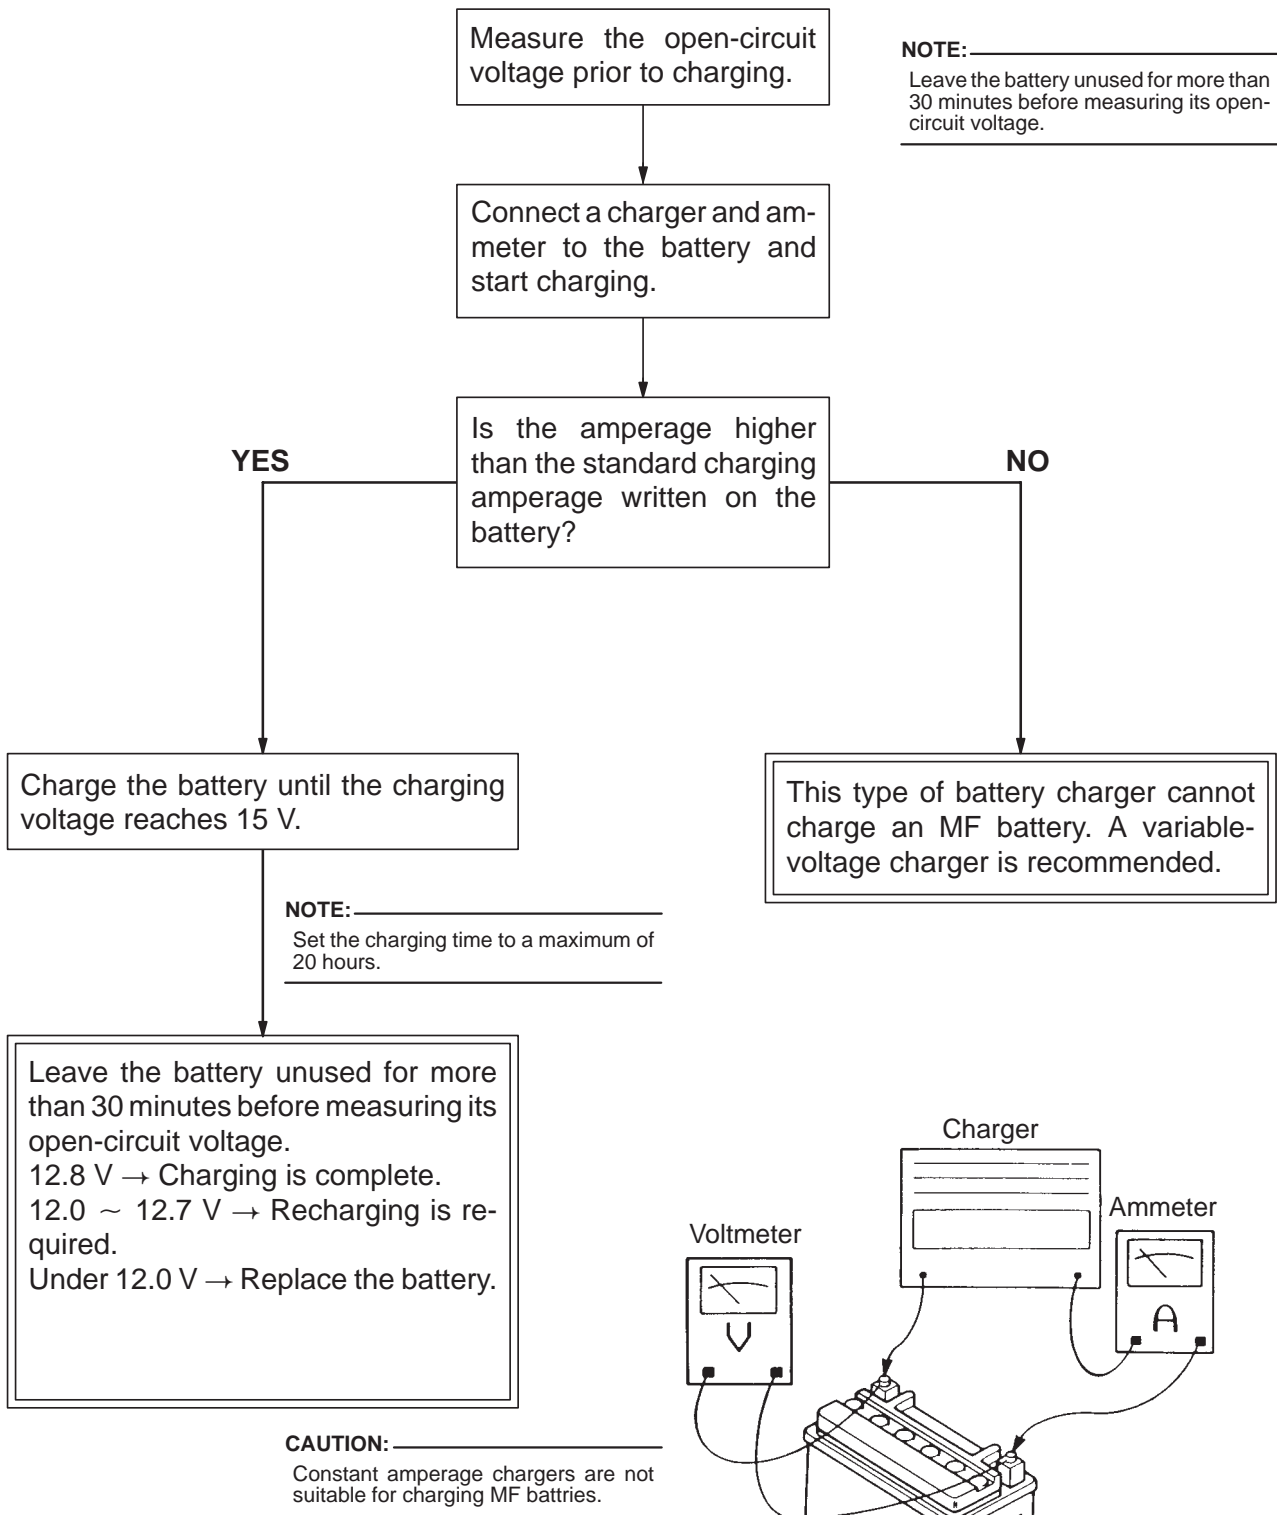 Measure the open-circuit
voltage prior to charging.
NOTE:
Leave the battery unused for more than
30 minutes before measuring its open-
circuit voltage.
Connect a charger and am-
meter to the battery and
start charging.
Is the amperage higher
than the standard charging
amperage written on the
battery?
YES
NO
Charge the battery until the charging
voltage reaches 15 V.
This type of battery charger cannot
charge an MF battery. A variable-
voltage charger is recommended.
NOTE:
Set the charging time to a maximum of
20 hours.
Leave the battery unused for more
than 30 minutes before measuring its
open-circuit voltage.
12.8 V → Charging is complete.
12.0 ~ 12.7 V → Recharging is re-
quired.
Under 12.0 V → Replace the battery.
Charger
Ammeter
Voltmeter
V
A
CAUTION:
Constant amperage chargers are not
suitable for charging MF battries.